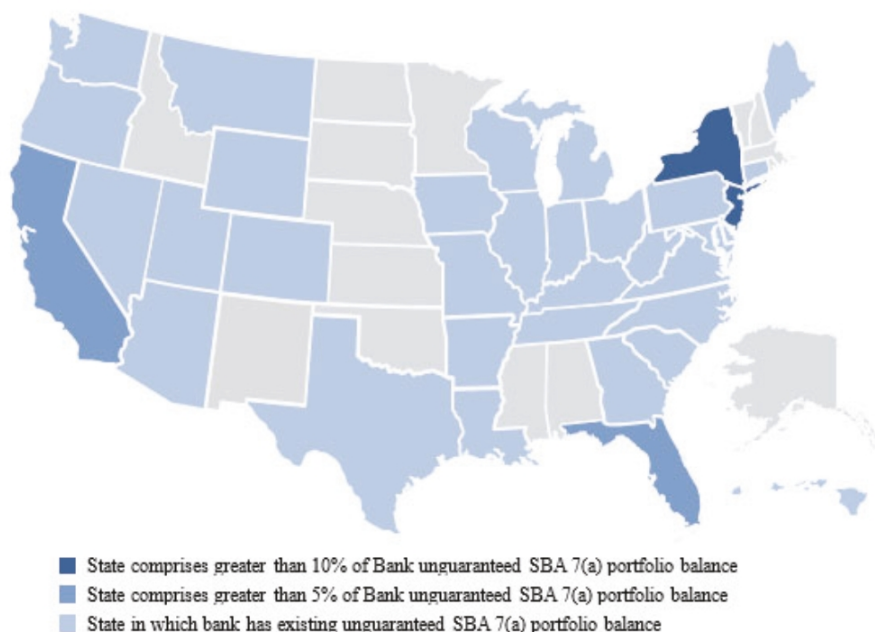 State comprises greater than 10% of Bank unguaranteed SBA 7(a) portfolio balance
State comprises greater than 5% of Bank unguaranteed SBA 7(a) portfolio balance
State in which bank has existing unguaranteed SBA 7(a) portfolio balance